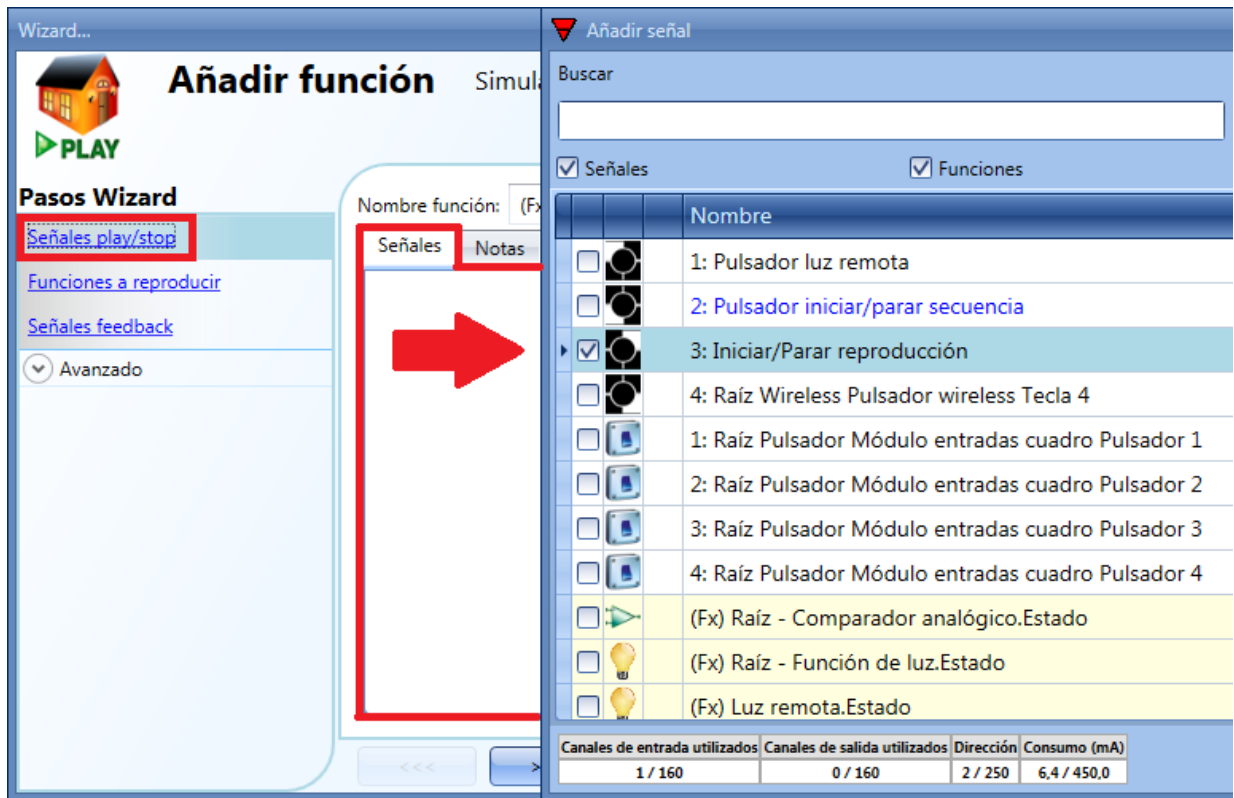 Wizard...
Añadir función
PLAY
Pasos Wizard
Señales play/stop
Funciones a reproducir
Señales feedback
Avanzado
Nombre función:
Señales
Notas
<<<
>
Añadir señal
Buscar
Señales
Funciones
Nombre
1: Pulsador luz remota
2: Pulsador iniciar/parar secuencia
3: Iniciar/Parar reproducción
4: Raíz Wireless Pulsador wireless Tecla 4
1: Raíz Pulsador Módulo entradas cuadro Pulsador 1
2: Raíz Pulsador Módulo entradas cuadro Pulsador 2
3: Raíz Pulsador Módulo entradas cuadro Pulsador 3
4: Raíz Pulsador Módulo entradas cuadro Pulsador 4
(Fx) Raíz - Comparador analógico.Estado
(Fx) Raíz - Función de luz.Estado
(Fx) Luz remota.Estado
Canales de entrada utilizados Canales de salida utilizados Dirección Consumo (mA)
1 / 160 0 / 160 2 / 250 6,4 / 450,0